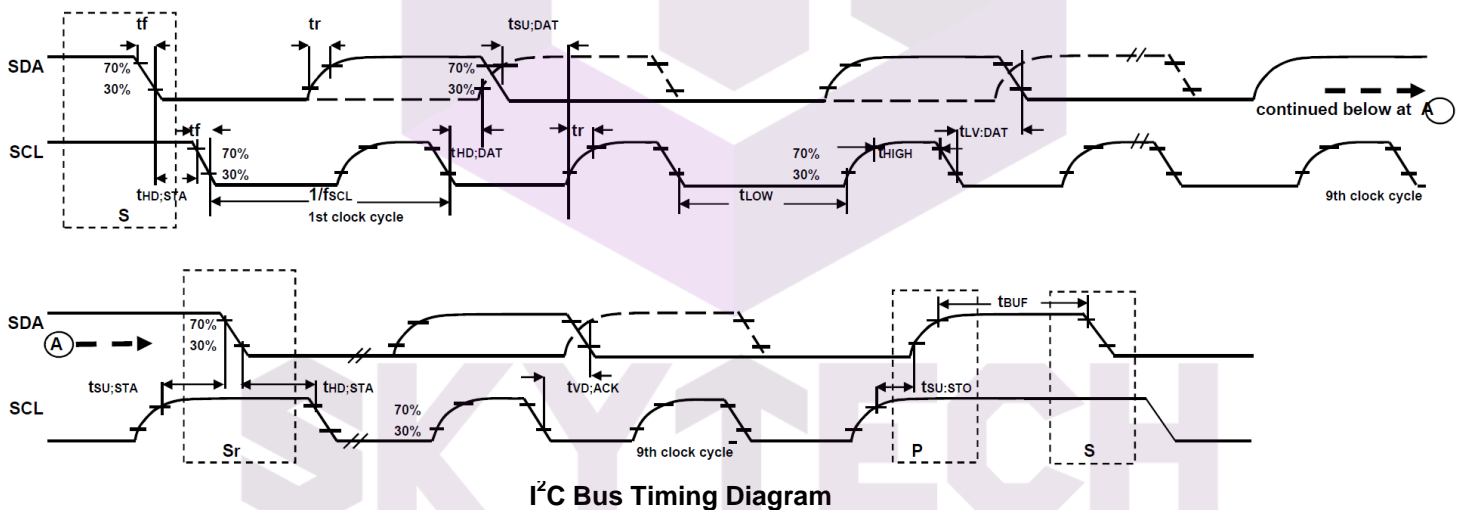 tf tr tSU;DAT
SDA 70% 70%
30% 30%
continued below at A
tf tr tLV:DAT
SCL 70% tHD;DAT 70% tHIGH
30% 30%
tHD;STA 1/fSCL tLOW
S 1st clock cycle 9th clock cycle
tBUF
SDA 70%
A 30%
tSU;STA tHD;STA tVD;ACK tSU:STO
SCL 70%
30%
Sr 9th clock cycle P S
SKYTECH
I²C Bus Timing Diagram